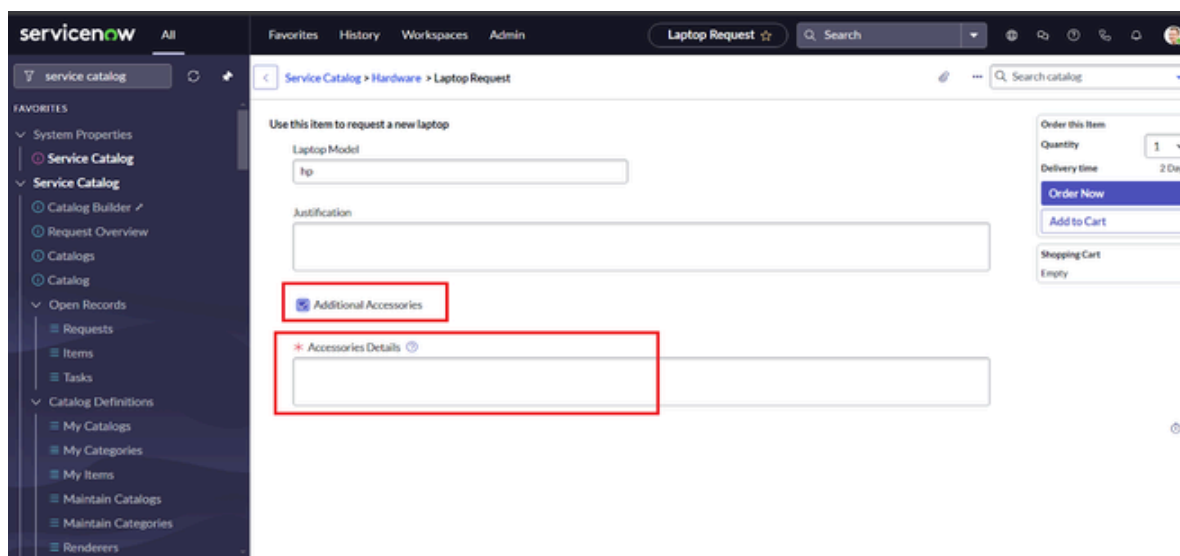 servicenow All Favorites History Workspaces Admin Laptop Request Search
service catalog
Service Catalog > Hardware > Laptop Request
Search catalog
FAVORITES
System Properties
Service Catalog
Service Catalog
Catalog Builder
Request Overview
Catalogs
Catalog
Open Records
Requests
Items
Tasks
Catalog Definitions
My Catalogs
My Categories
My Items
Maintain Catalogs
Maintain Categories
Renderers
Use this item to request a new laptop
Laptop Model
hp
Justification
Additional Accessories
* Accessories Details
Order this Item
Quantity 1
Delivery time 2 Da
Order Now
Add to Cart
Shopping Cart
Empty